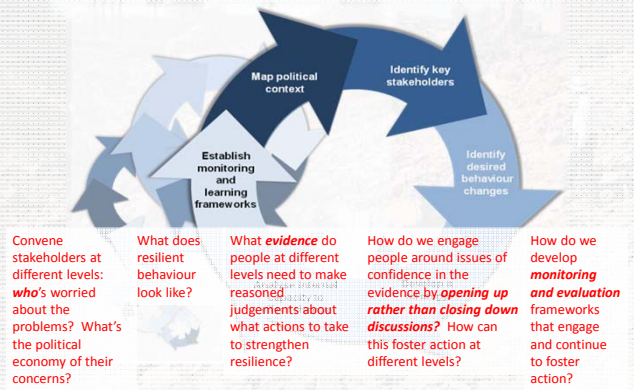 Map political
context
Identify key
stakeholders
Establish
monitoring
and
learning
frameworks
Identify
desired
behaviour
changes
Convene
stakeholders at
different levels:
who's worried
about the
problems? What's
the political
economy of their
concerns?
What does
resilient
behaviour
look like?
What evidence do
people at different
levels need to make
reasoned
judgements about
what actions to take
to strengthen
resilience?
How do we engage
people around issues of
confidence in the
evidence by opening up
rather than closing down
discussions? How can
this foster action at
different levels?
How do we
develop
monitoring
and evaluation
frameworks
that engage
and continue
to foster
action?